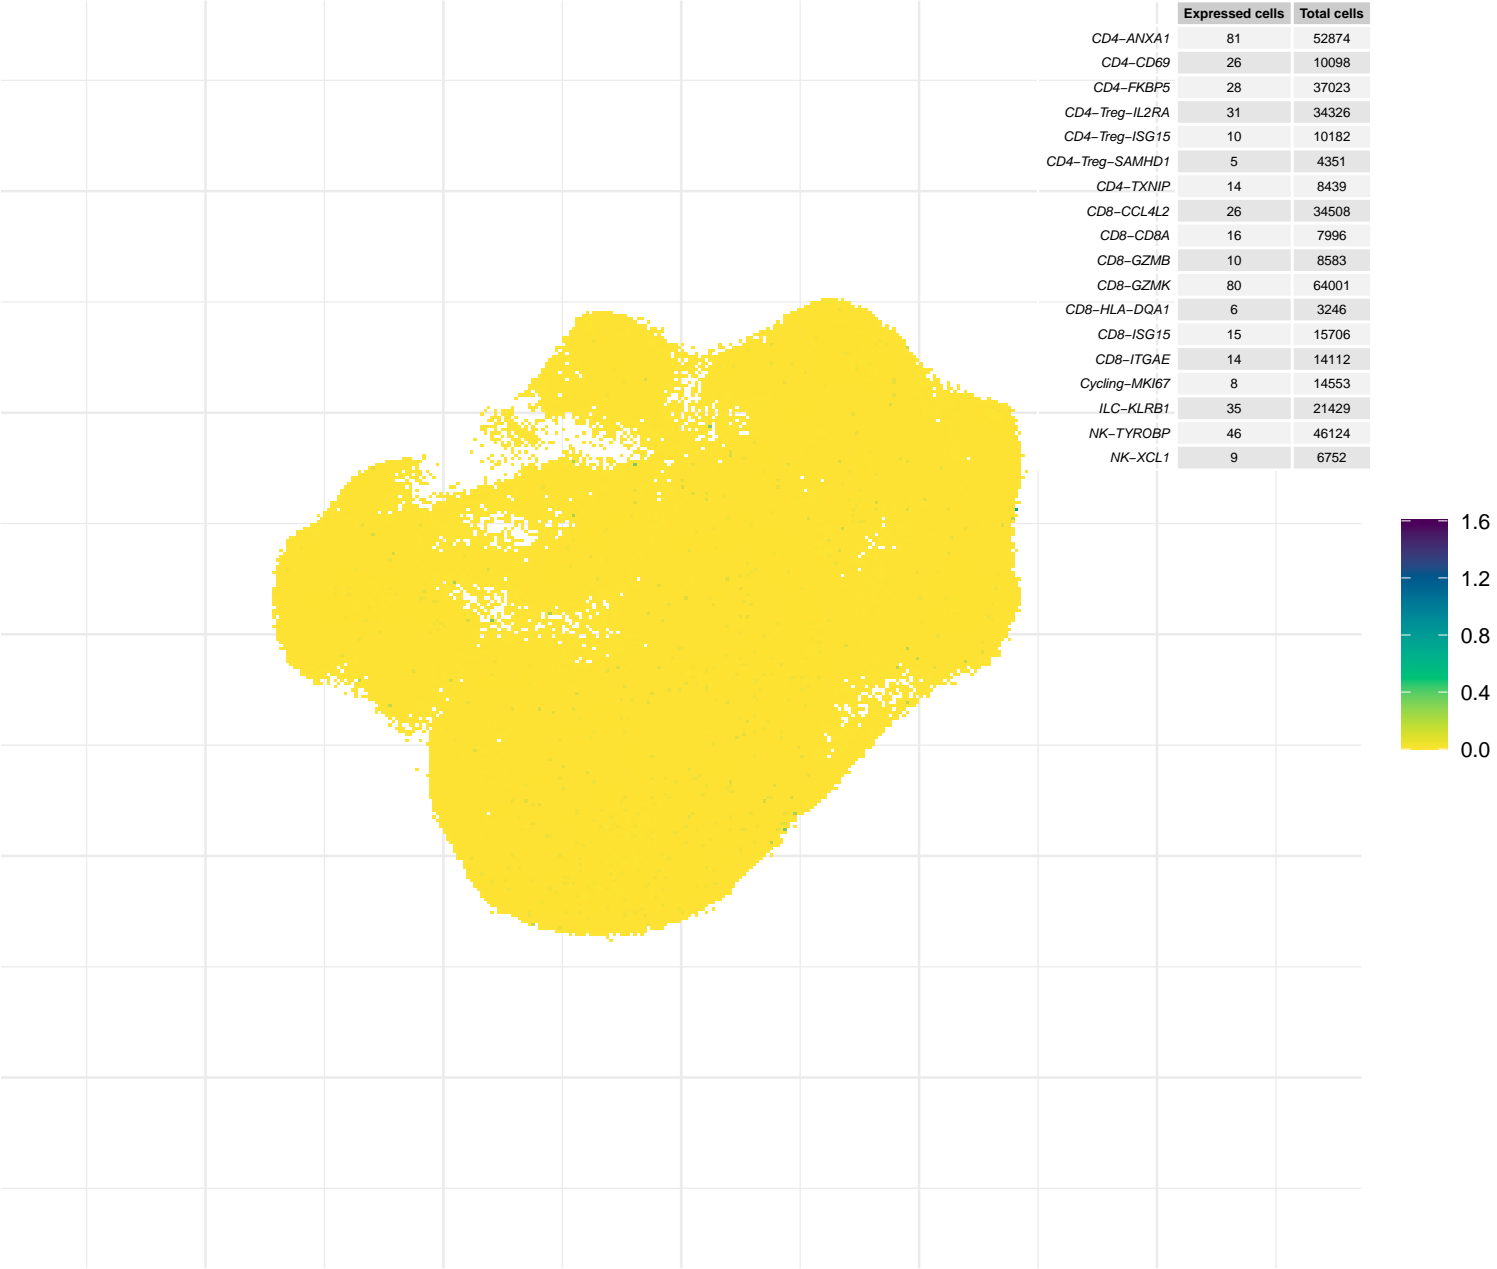 Expressed cells Total cells
CD4−ANXA1 81 52874
CD4−CD69 26 10098
CD4−FKBP5 28 37023
CD4−Treg−IL2RA 31 34326
CD4−Treg−ISG15 10 10182
CD4−Treg−SAMHD1 5 4351
CD4−TXNIP 14 8439
CD8−CCL4L2 26 34508
CD8−CD8A 16 7996
CD8−GZMB 10 8583
CD8−GZMK 80 64001
CD8−HLA−DQA1 6 3246
CD8−ISG15 15 15706
CD8−ITGAE 14 14112
Cycling−MKI67 8 14553
ILC−KLRB1 35 21429
NK−TYROBP 46 46124
NK−XCL1 9 6752
1.6
1.2
0.8
0.4
0.0